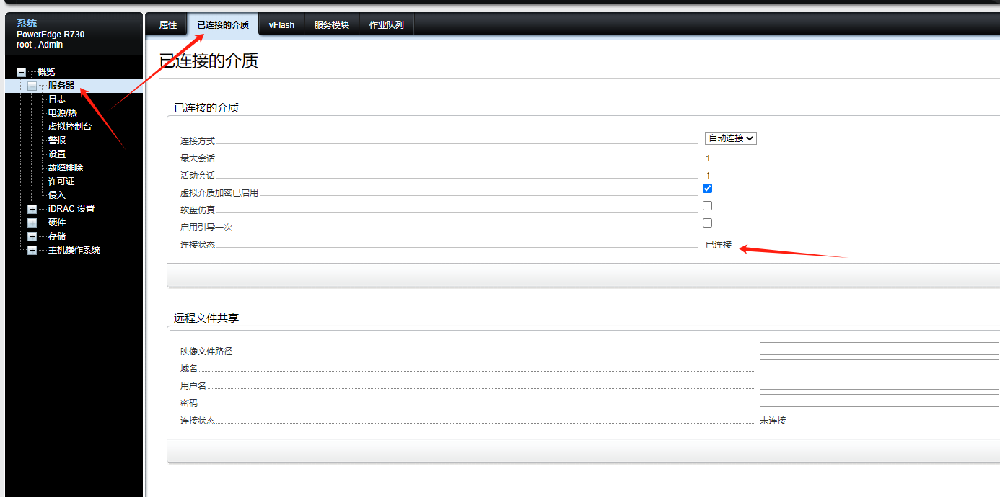 系统
PowerEdge R730
root , Admin
概览
服务器
日志
电源/热
虚拟控制台
警报
设置
故障排除
许可证
侵入
iDRAC 设置
硬件
存储
主机操作系统
属性 已连接的介质 vFlash 服务模块 作业队列
已连接的介质
已连接的介质
连接方式 自动连接
最大会话 1
活动会话 1
虚拟介质加密已启用
软盘仿真
启用引导一次
连接状态 已连接
远程文件共享
映像文件路径
域名
用户名
密码
连接状态 未连接